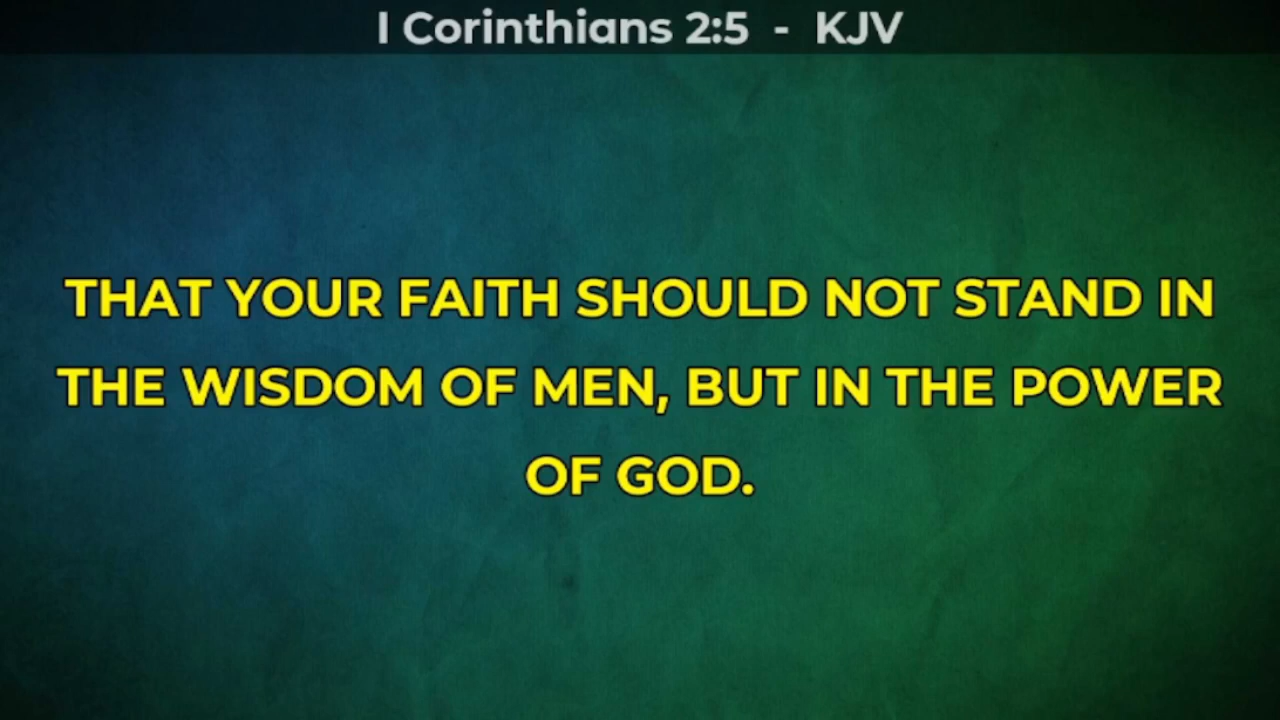 I Corinthians 2:5 - KJV
THAT YOUR FAITH SHOULD NOT STAND IN
THE WISDOM OF MEN, BUT IN THE POWER
OF GOD.